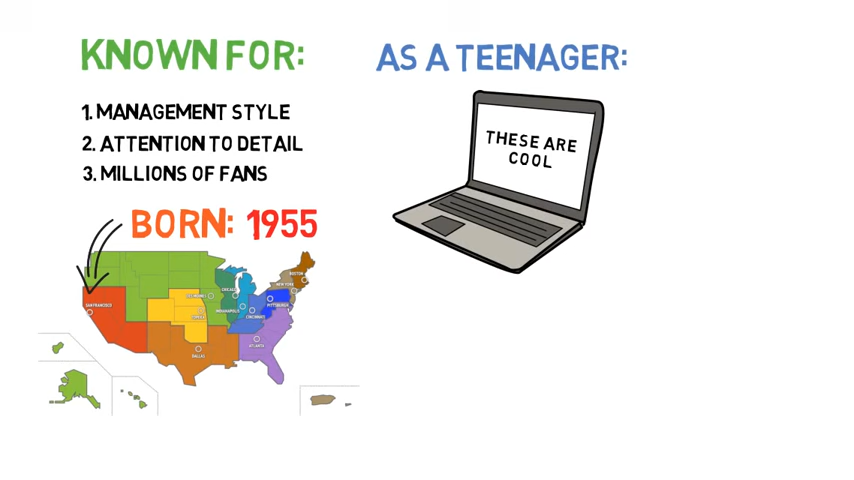 KNOWN FOR:
1. MANAGEMENT STYLE
2. ATTENTION TO DETAIL
3. MILLIONS OF FANS
BORN: 1955
SAN FRANCISCO
CHICAGO
BOSTON
NEW YORK
PITTSBURGH
INDIANAPOLIS
CINCINNATI
ATLANTA
DALLAS
AS A TEENAGER:
THESE ARE
COOL